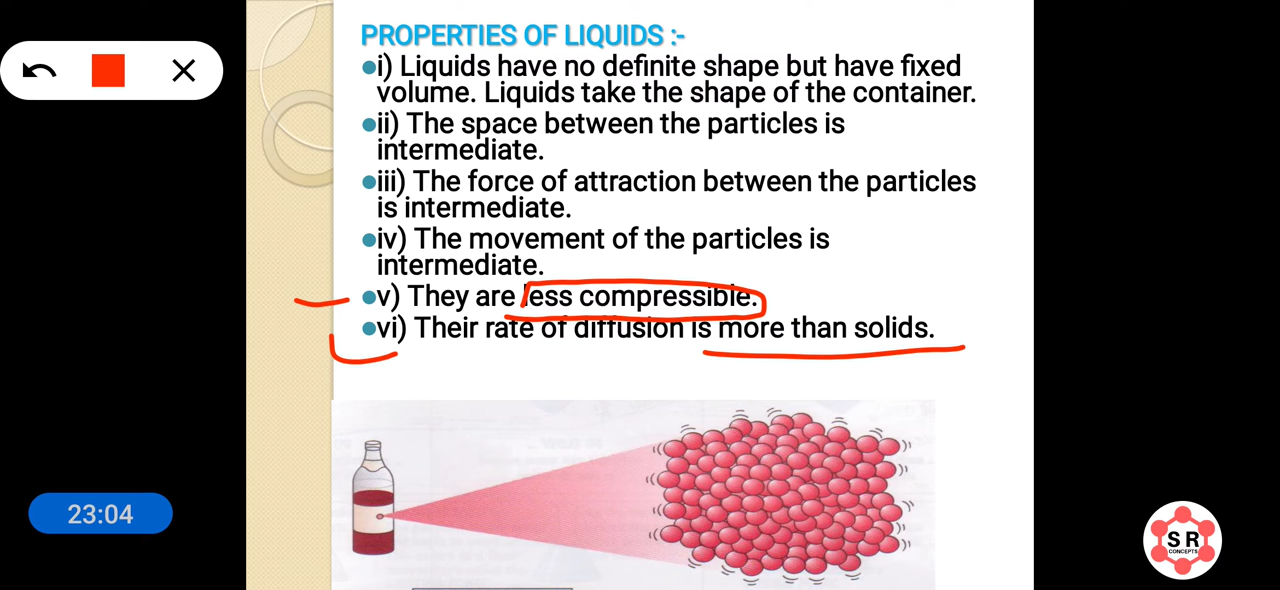 PROPERTIES OF LIQUIDS :-
i) Liquids have no definite shape but have fixed
volume. Liquids take the shape of the container.
ii) The space between the particles is
intermediate.
iii) The force of attraction between the particles
is intermediate.
iv) The movement of the particles is
intermediate.
v) They are less compressible.
vi) Their rate of diffusion is more than solids.
23:04
S R
CONCEPTS